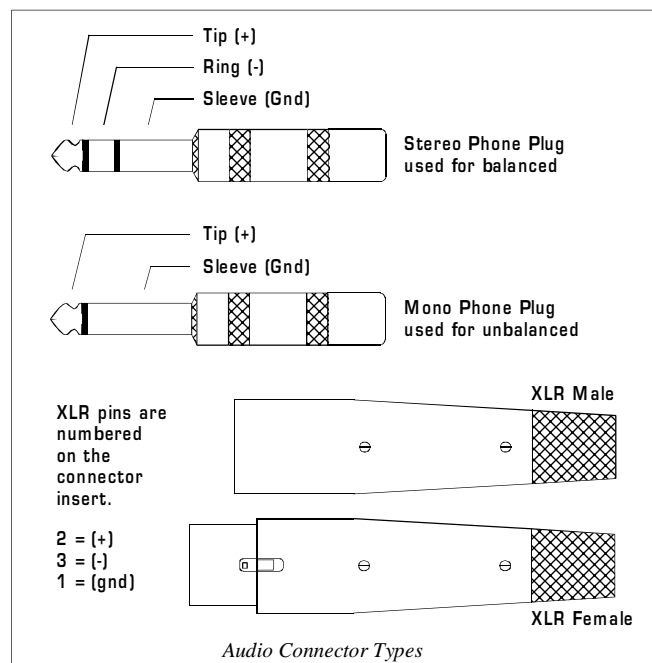 Tip (+)
Ring (-)
Sleeve (Gnd)
Stereo Phone Plug
used for balanced
Tip (+)
Sleeve (Gnd)
Mono Phone Plug
used for unbalanced
XLR Male
XLR pins are
numbered
on the
connector
insert.
2 = (+)
3 = (-)
1 = (gnd)
XLR Female
Audio Connector Types